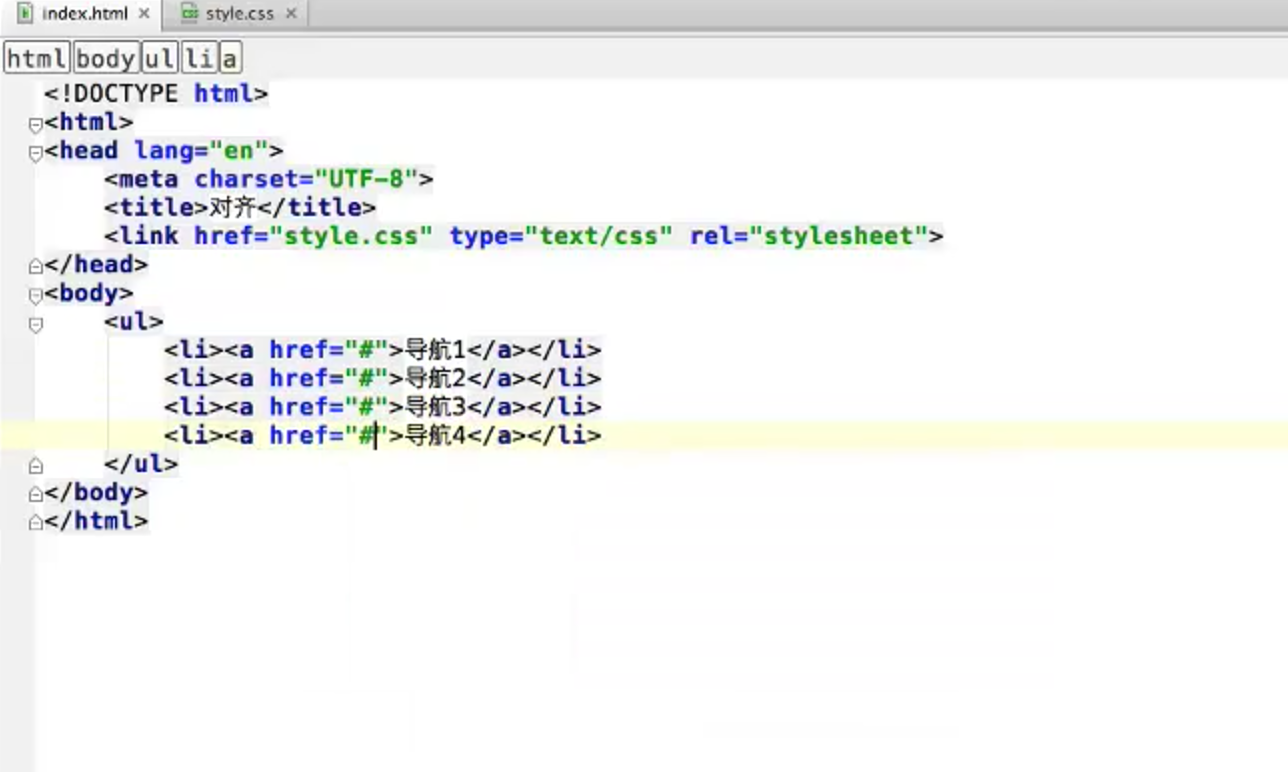 index.html × style.css ×
html body ul li a
<!DOCTYPE html>
<html>
<head lang="en">
    <meta charset="UTF-8">
    <title>对齐</title>
    <link href="style.css" type="text/css" rel="stylesheet">
</head>
<body>
    <ul>
        <li><a href="#">导航1</a></li>
        <li><a href="#">导航2</a></li>
        <li><a href="#">导航3</a></li>
        <li><a href="#">导航4</a></li>
    </ul>
</body>
</html>